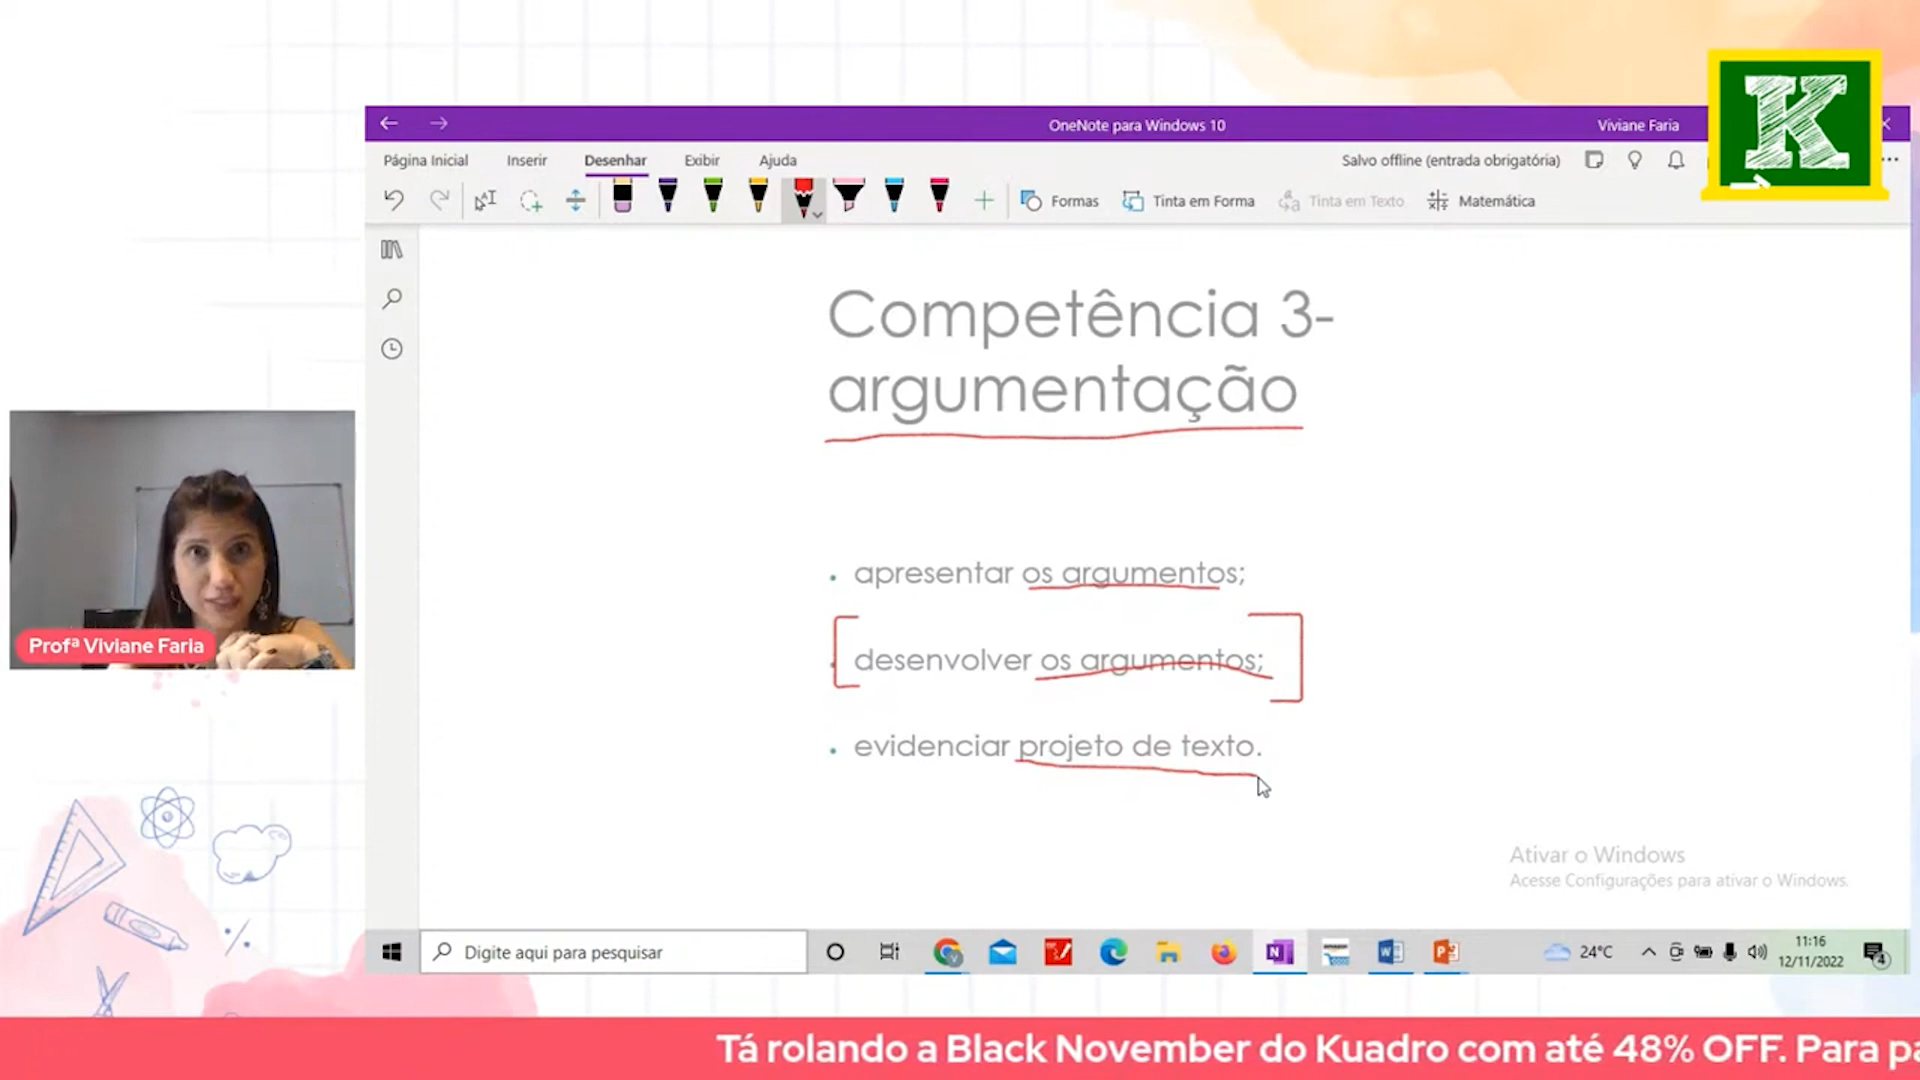 K
OneNote para Windows 10
Viviane Faria
Página Inicial
Inserir
Desenhar
Exibir
Ajuda
Salvo offline (entrada obrigatória)
Formas
Tinta em Forma
Tinta em Texto
Matemática
Competência 3-
argumentação
apresentar os argumentos;
desenvolver os argumentos;
evidenciar projeto de texto.
Profª Viviane Faria
Ativar o Windows
Acesse Configurações para ativar o Windows.
Digite aqui para pesquisar
24°C
11:16
12/11/2022
4
Tá rolando a Black November do Kuadro com até 48% OFF. Para pa